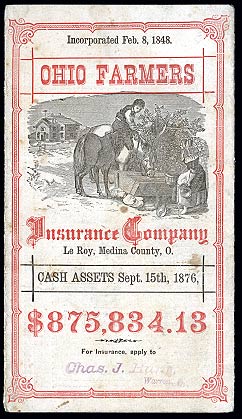 Incorporated Feb. 8, 1848.
OHIO FARMERS
Insurance Company
Le Roy, Medina County, O.
CASH ASSETS Sept. 15th, 1876,
$875,834.13
For Insurance, apply to
Chas. J.
Warren, O.